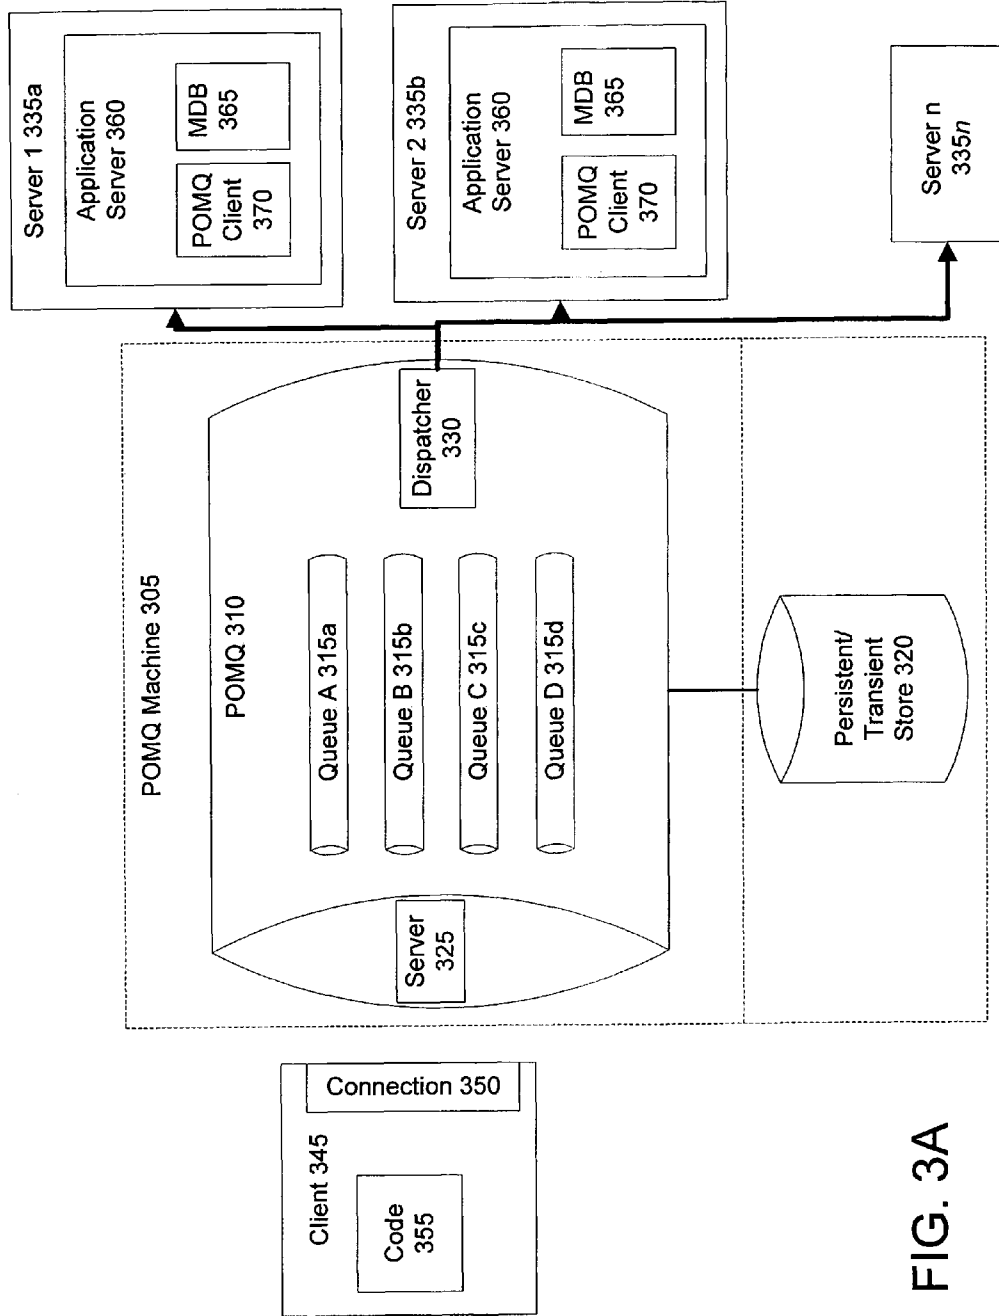 Client 345
Code
355
Connection 350
POMQ Machine 305
POMQ 310
Server
325
Queue A 315a
Queue B 315b
Queue C 315c
Queue D 315d
Dispatcher
330
Persistent/
Transient
Store 320
Server 1 335a
Application
Server 360
POMQ
Client
370
MDB
365
Server 2 335b
Application
Server 360
POMQ
Client
370
MDB
365
Server n
335n
FIG. 3A